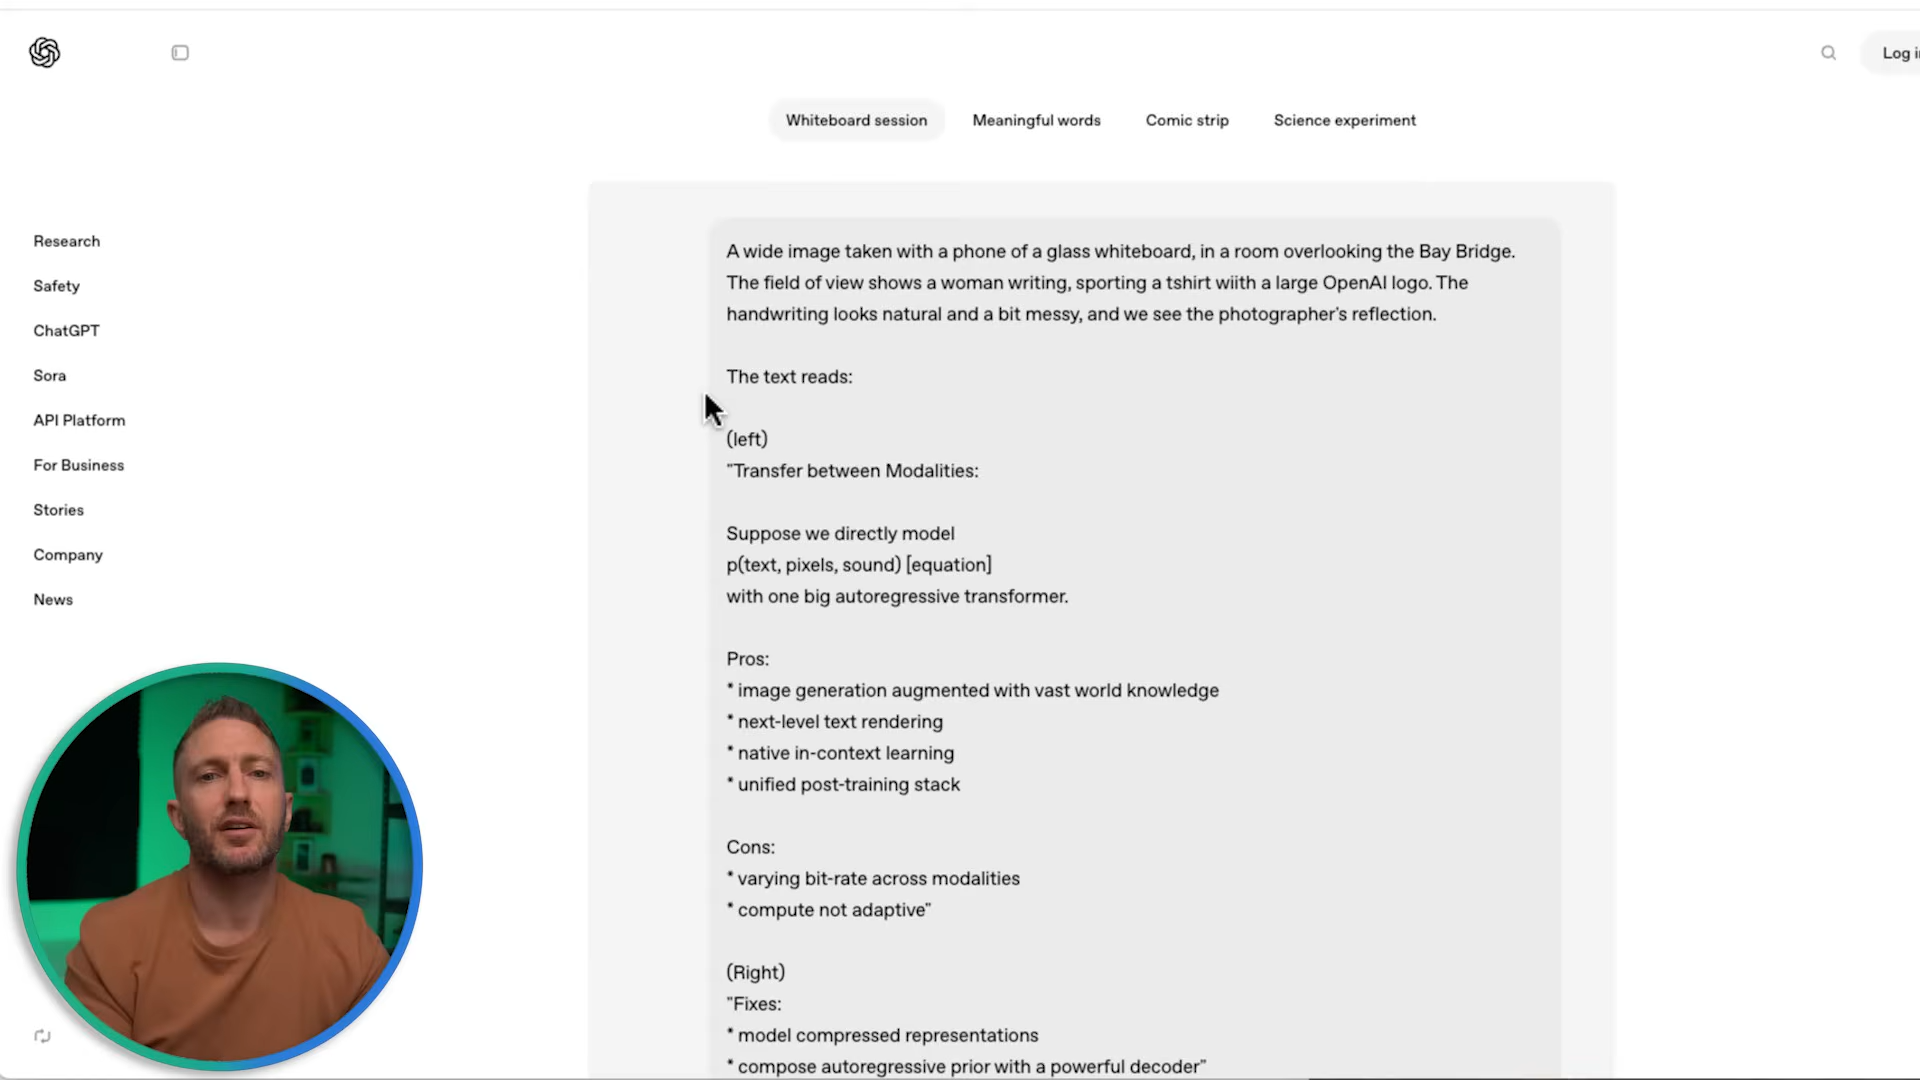 Log i
Whiteboard session
Meaningful words
Comic strip
Science experiment
Research
Safety
ChatGPT
Sora
API Platform
For Business
Stories
Company
News
A wide image taken with a phone of a glass whiteboard, in a room overlooking the Bay Bridge.
The field of view shows a woman writing, sporting a tshirt wiith a large OpenAI logo. The
handwriting looks natural and a bit messy, and we see the photographer's reflection.
The text reads:
(left)
"Transfer between Modalities:
Suppose we directly model
p(text, pixels, sound) [equation]
with one big autoregressive transformer.
Pros:
* image generation augmented with vast world knowledge
* next-level text rendering
* native in-context learning
* unified post-training stack
Cons:
* varying bit-rate across modalities
* compute not adaptive"
(Right)
"Fixes:
* model compressed representations
* compose autoregressive prior with a powerful decoder"